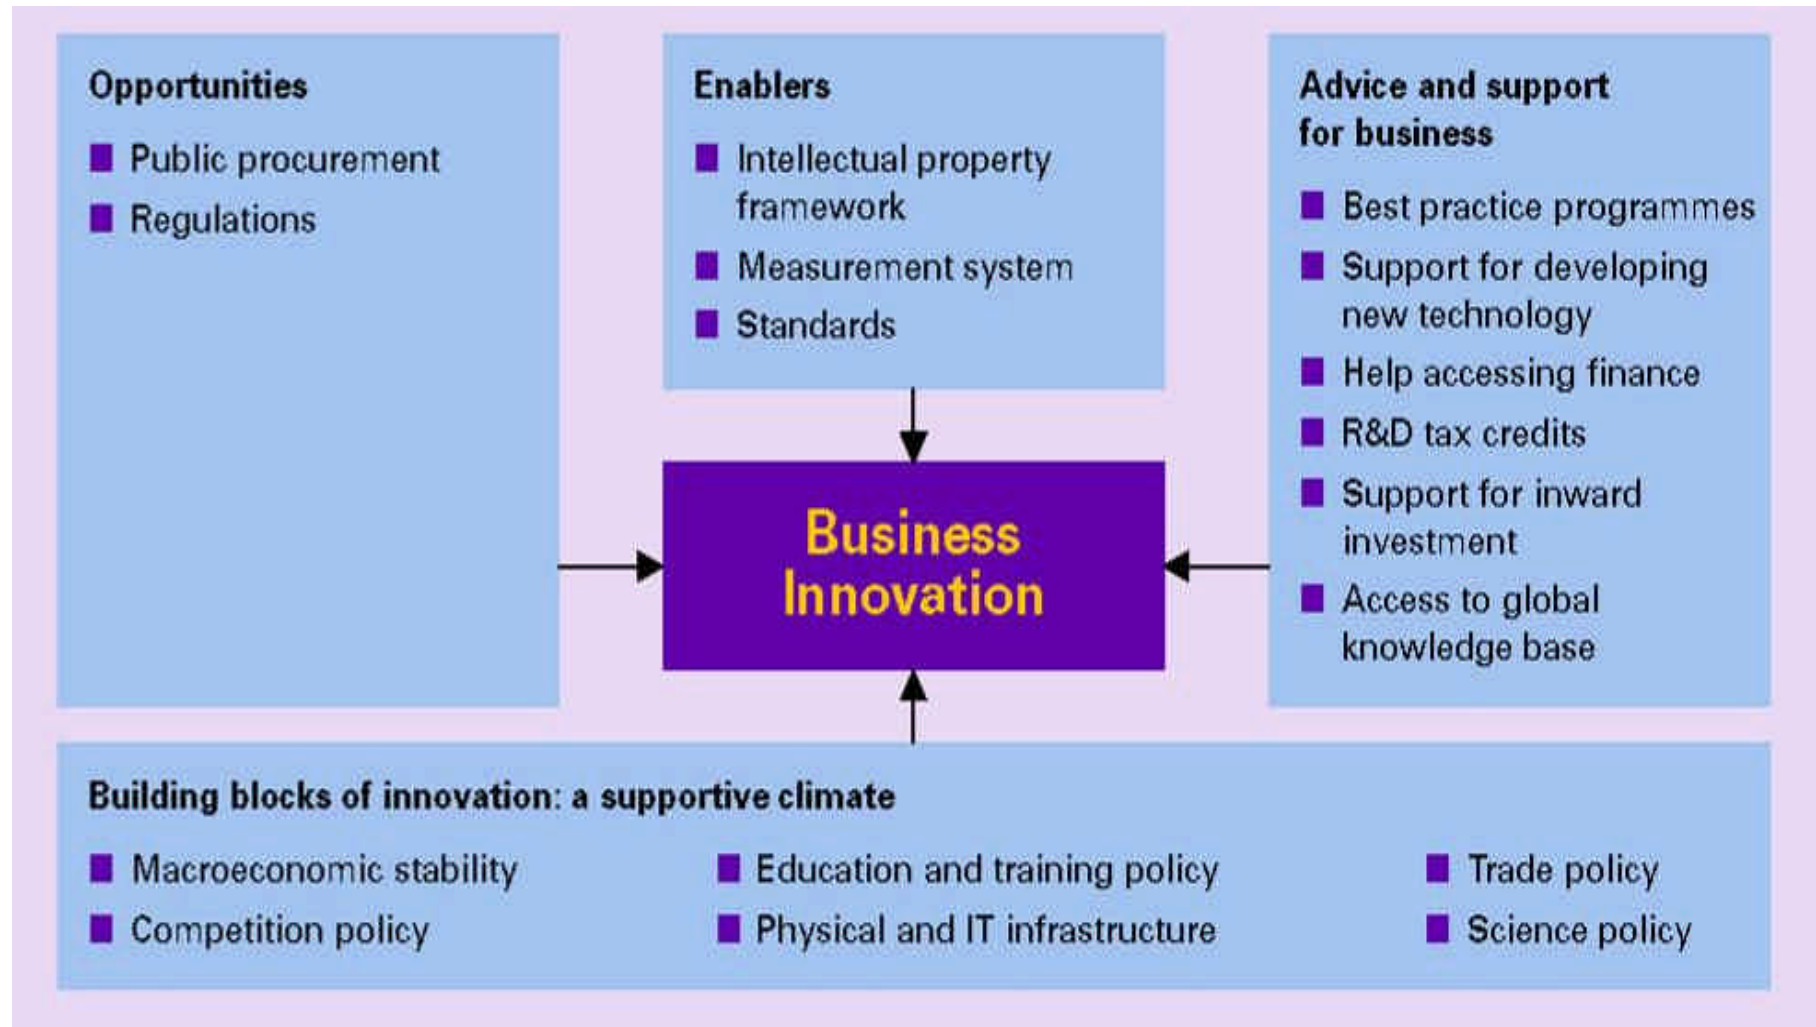 Opportunities
Public procurement
Regulations
Enablers
Intellectual property
framework
Measurement system
Standards
Advice and support
for business
Best practice programmes
Support for developing
new technology
Help accessing finance
R&D tax credits
Support for inward
investment
Access to global
knowledge base
Business
Innovation
Building blocks of innovation: a supportive climate
Macroeconomic stability
Competition policy
Education and training policy
Physical and IT infrastructure
Trade policy
Science policy